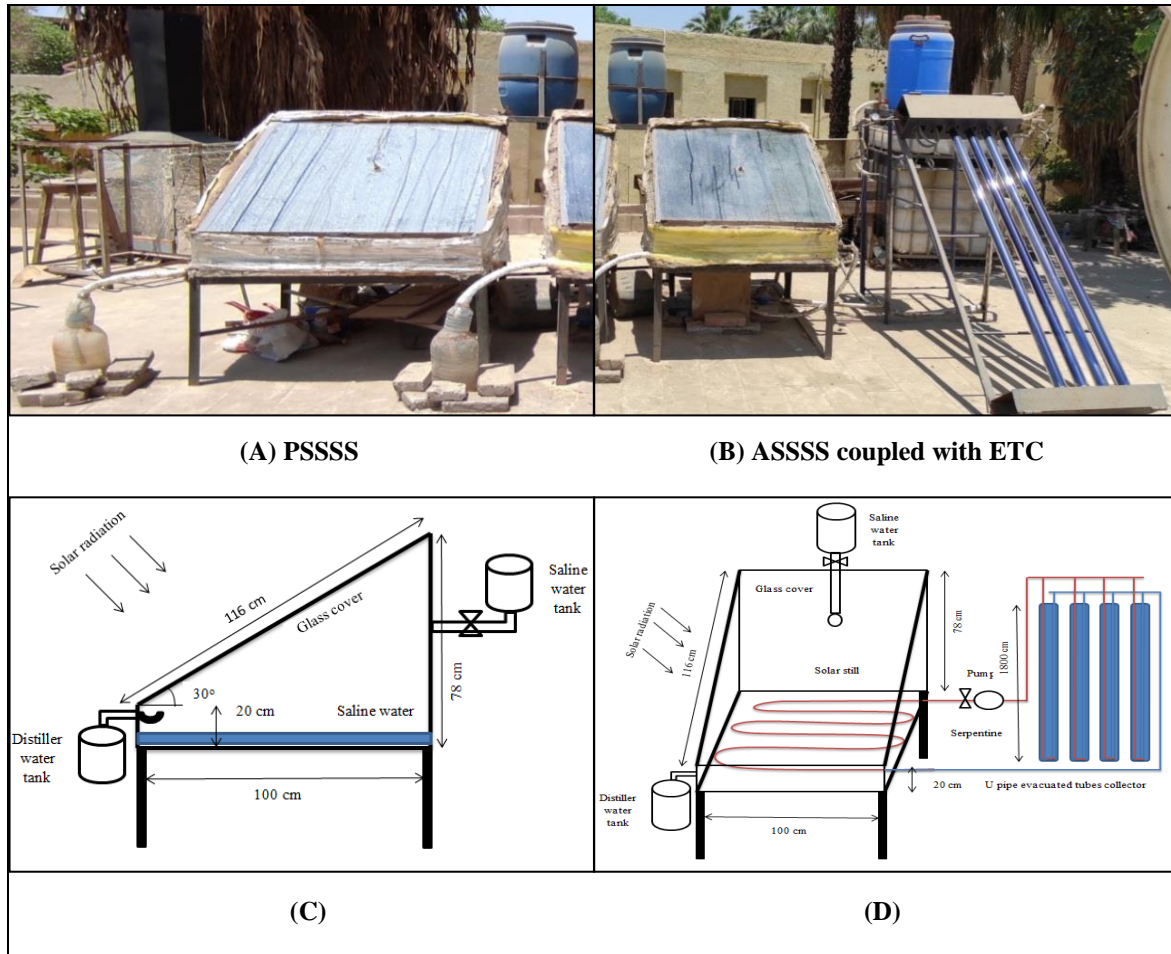 (A) PSSSS
(B) ASSSS coupled with ETC
Solar radiation
116 cm
Glass cover
30°
20 cm
Saline water
78 cm
Saline
water
tank
Distiller
water
tank
100 cm
(C)
Saline
water
tank
Glass cover
Solar radiation
116 cm
Solar still
78 cm
Pump
1800 cm
Serpentine
20 cm
U pipe evacuated tubes collector
Distiller
water
tank
100 cm
(D)